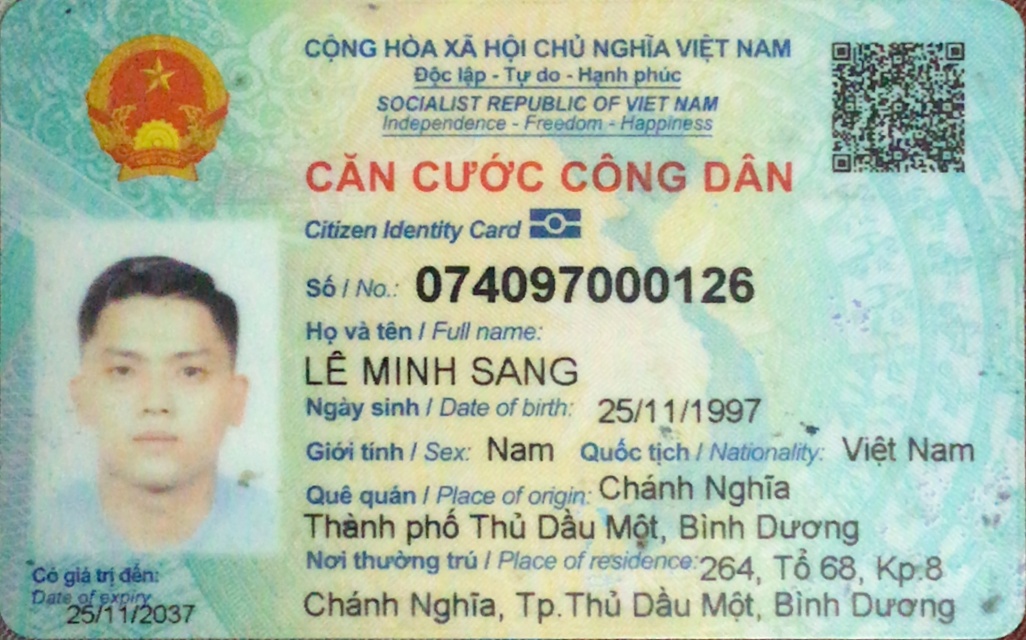 CỘNG HÒA XÃ HỘI CHỦ NGHĨA VIỆT NAM
Độc lập - Tự do - Hạnh phúc
SOCIALIST REPUBLIC OF VIET NAM
Independence - Freedom - Happiness
CĂN CƯỚC CÔNG DÂN
Citizen Identity Card
Số / No.: 074097000126
Họ và tên / Full name:
LÊ MINH SANG
Ngày sinh / Date of birth: 25/11/1997
Giới tính / Sex: Nam Quốc tịch / Nationality: Việt Nam
Quê quán / Place of origin: Chánh Nghĩa
Thành phố Thủ Dầu Một, Bình Dương
Nơi thường trú / Place of residence: 264, Tổ 68, Kp.8
Chánh Nghĩa, Tp.Thủ Dầu Một, Bình Dương
Có giá trị đến:
Date of expiry
25/11/2037